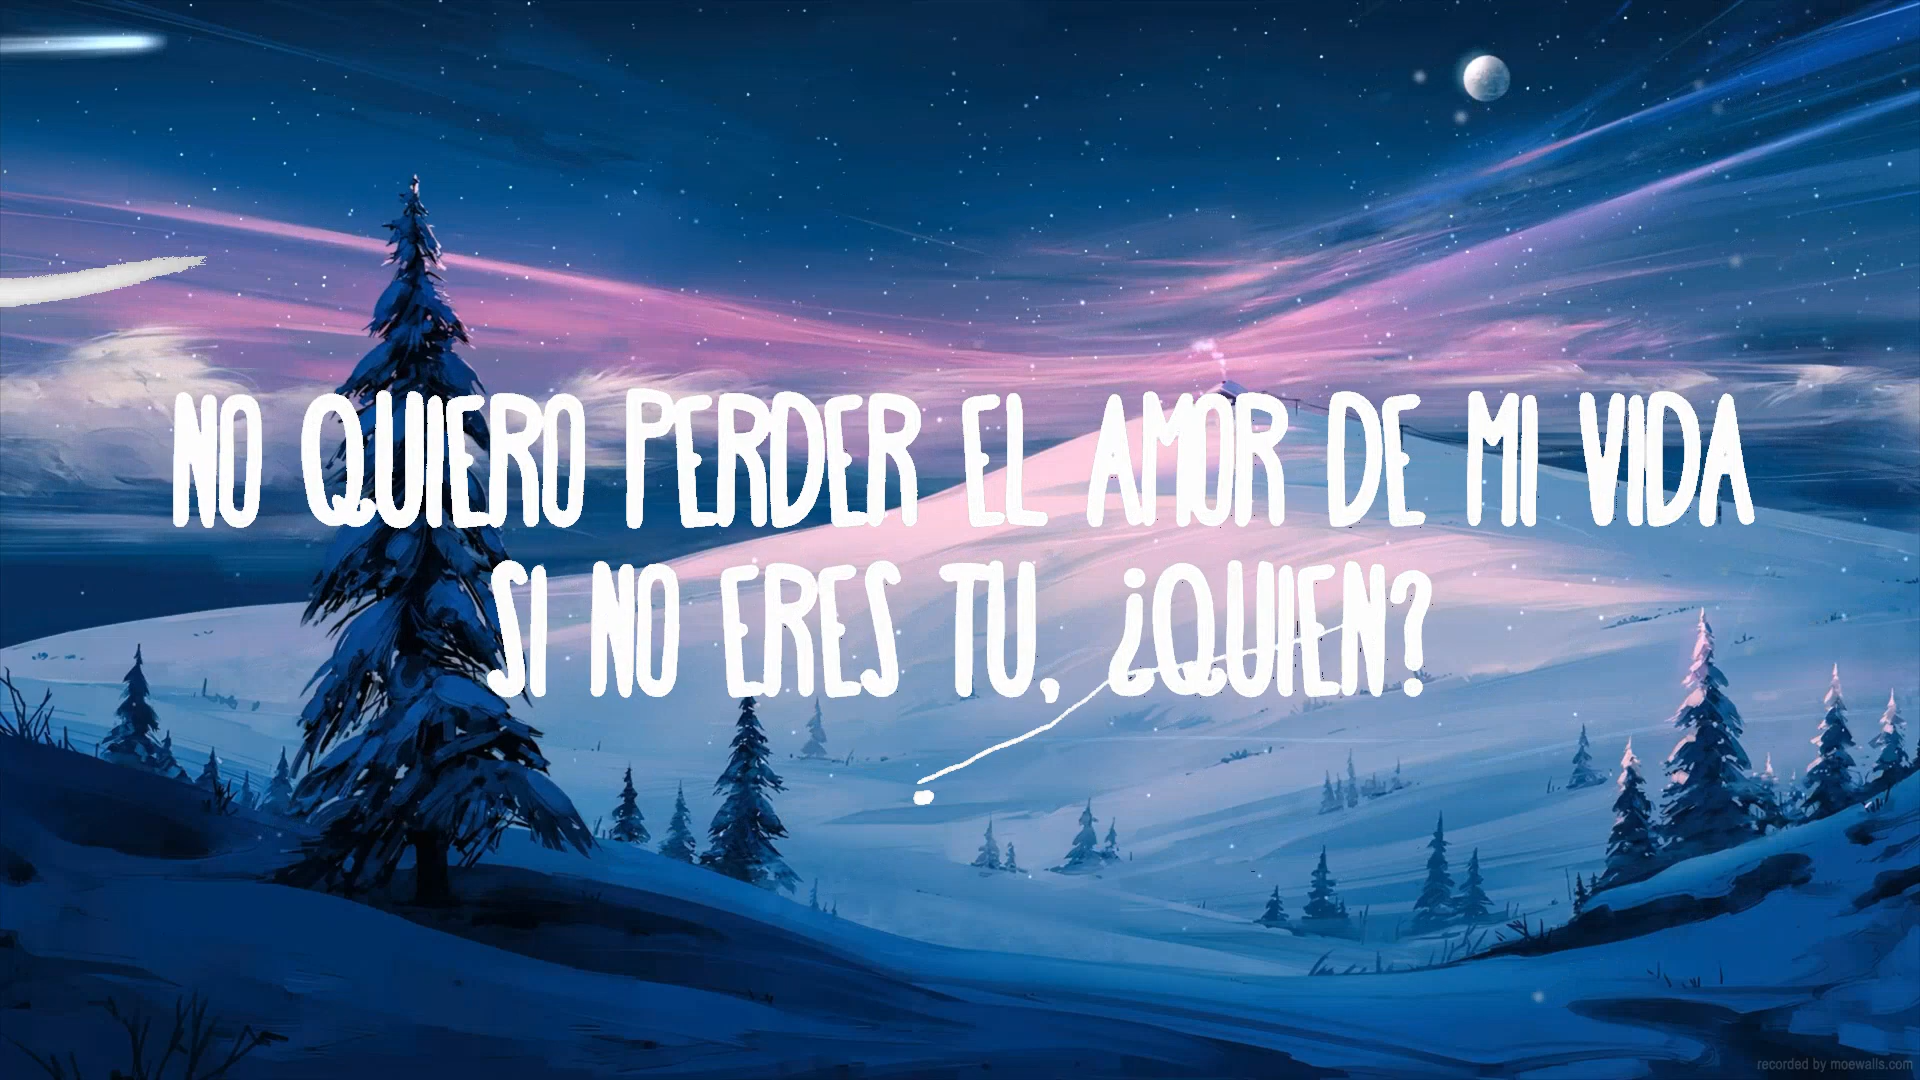 NO QUIERO PERDER EL AMOR DE MI VIDA
SI NO ERES TU, ¿QUIEN?
recorded by moewalls.com